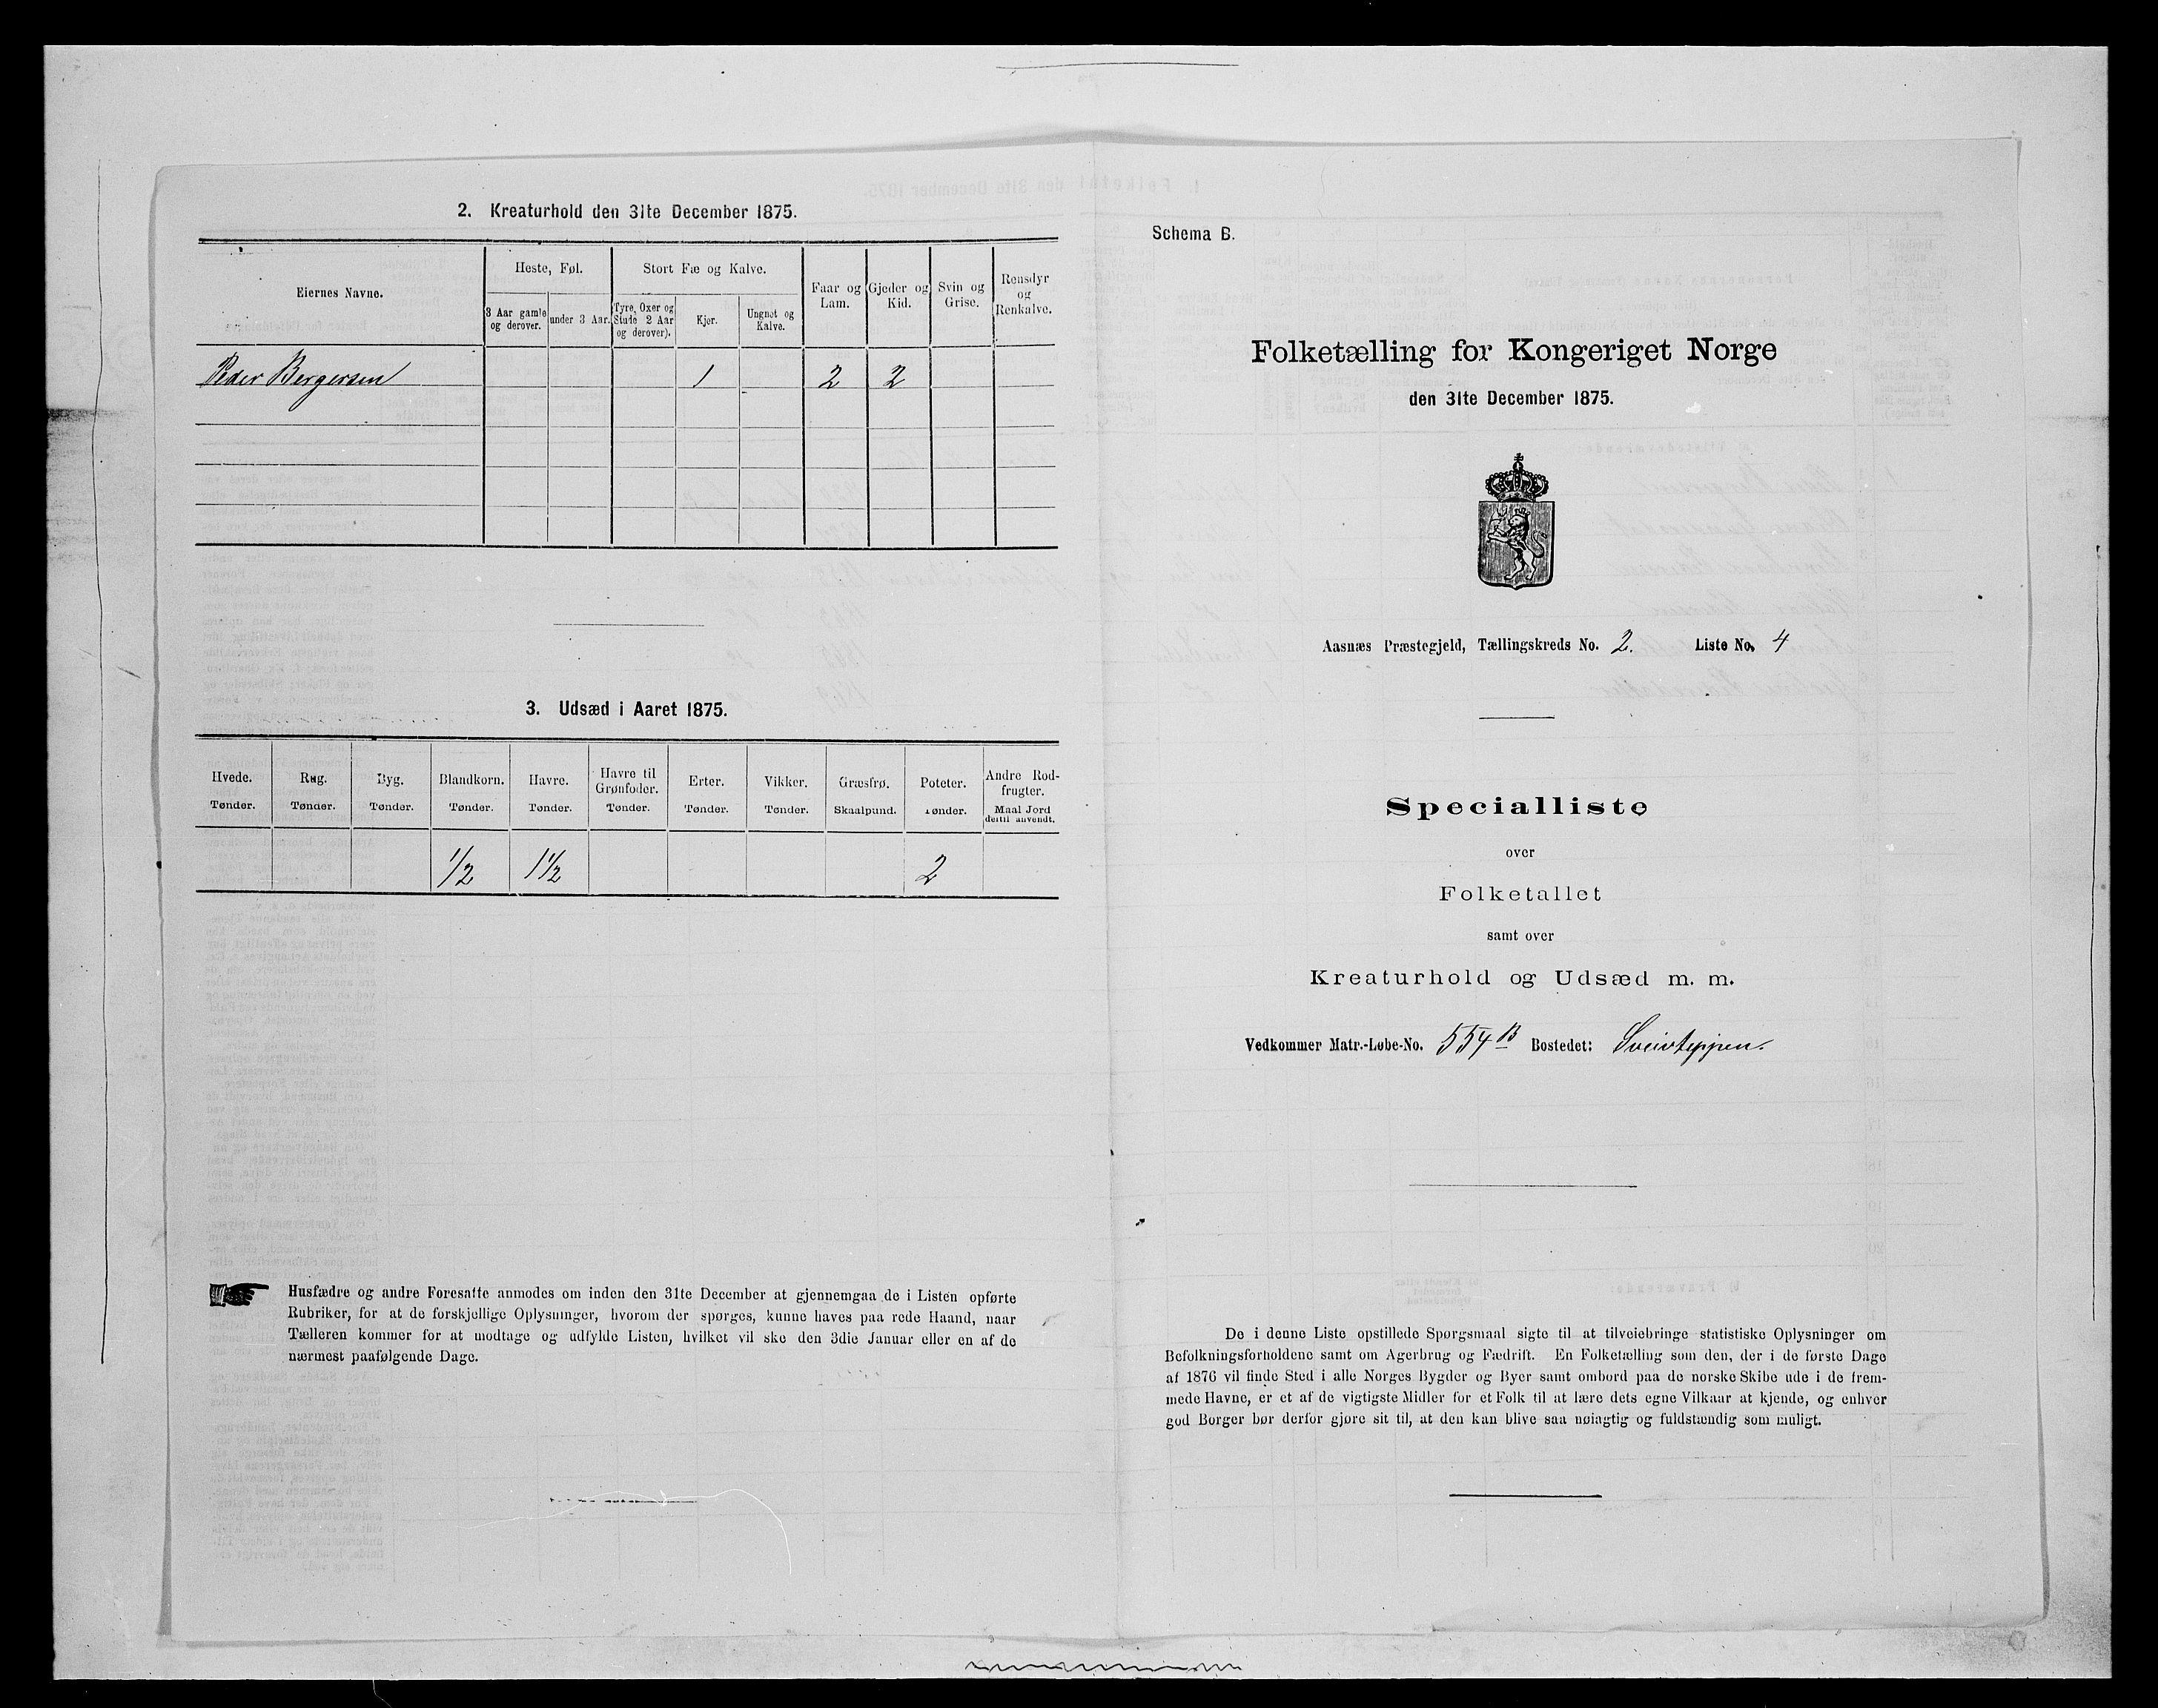 2. Kreaturhold den 31te December 1875.
Eiernes Navne.
Heste, Føl.
Stort Fæ og Kalve.
Faar og Lam.
Gjeder og Kid.
Svin og Grise.
Rensdyr og Renkalve.
3 Aar gamle og derover.
under 3 Aar.
Tyre, Oxer og Stude 2 Aar og derover).
Kjer.
Ungnøt og Kalve.
Peder Bergersen 1 2 2
3. Udsæd i Aaret 1875.
Hvede. Rug. Byg. Blandkorn. Havre. Havre til Grønfoder. Erter. Vikker. Græsfrø. Poteter. Andre Rodfrugter.
Tønder. Tønder. Tønder. Tønder. Tønder. Tønder. Tønder. Tønder. Skaalpund. Tønder. Maal Jord dertil anvendt.
1/2 1 1/2 2
Husfædre og andre Foresatte anmodes om inden den 31te December at gjennemgaa de i Listen opførte
Rubriker, for at de forskjellige Oplysninger, hvorom der spørges, kunne haves paa rede Haand, naar
Tælleren kommer for at modtage og udfylde Listen, hvilket vil ske den 3die Januar eller en af de
nærmest paafølgende Dage.
Schema B.
Folketælling for Kongeriget Norge
den 31te December 1875.
Aasnæs Præstegjeld, Tællingskreds No. 2. Liste No. 4
Specialliste
over
Folketallet
samt over
Kreaturhold og Udsæd m. m.
Vedkommer Matr.-Løbe-No. 554 B Bostedet:
De i denne Liste opstillede Spørgsmaal sigte til at tilveiebringe statistiske Oplysninger om
Befolkningsforholdene samt om Agerbrug og Fædrift. En Folketælling som den, der i de første Dage
af 1876 vil finde Sted i alle Norges Bygder og Byer samt ombord paa de norske Skibe ude i de frem-
mede Havne, er et af de vigtigste Midler for et Folk til at lære dets egne Vilkaar at kjende, og enhver
god Borger bør derfor gjøre sit til, at den kan blive saa nøiagtig og fuldstændig som muligt.